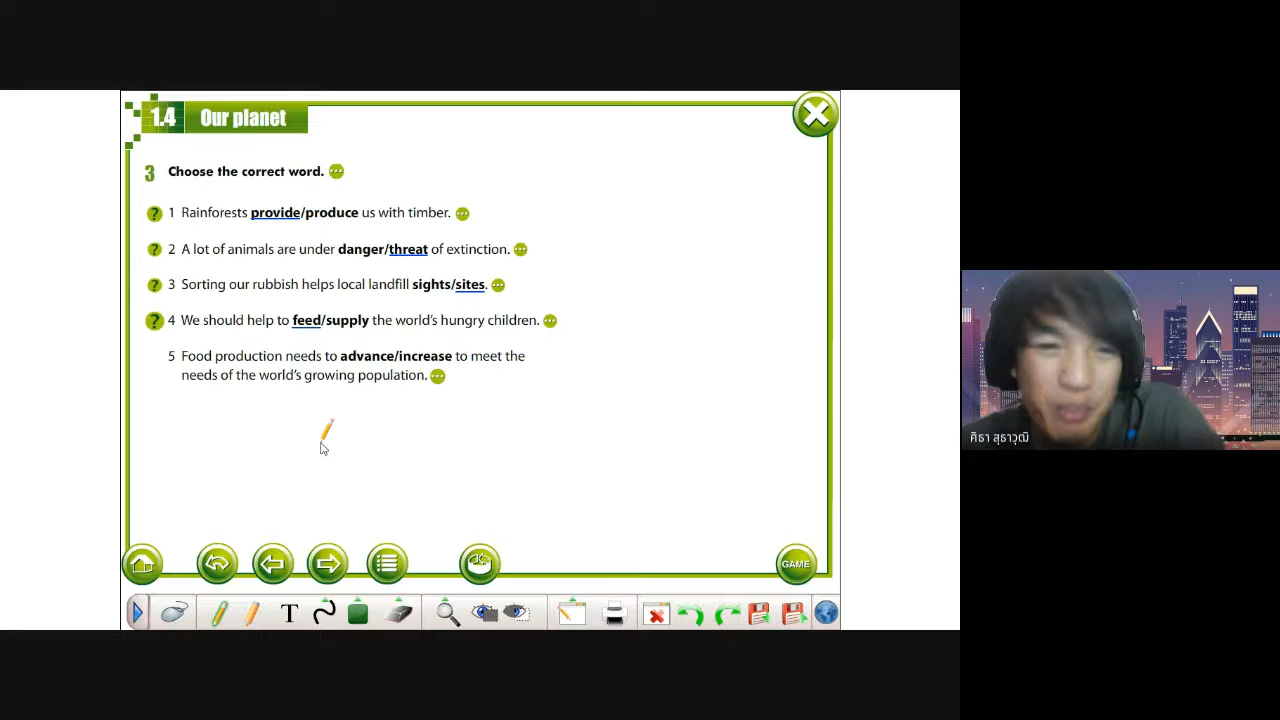 1.4 Our planet
3 Choose the correct word.
? 1 Rainforests provide/produce us with timber.
? 2 A lot of animals are under danger/threat of extinction.
? 3 Sorting our rubbish helps local landfill sights/sites.
? 4 We should help to feed/supply the world's hungry children.
5 Food production needs to advance/increase to meet the
needs of the world's growing population.
ศิธา สุธาวุฒิ
GAME
T